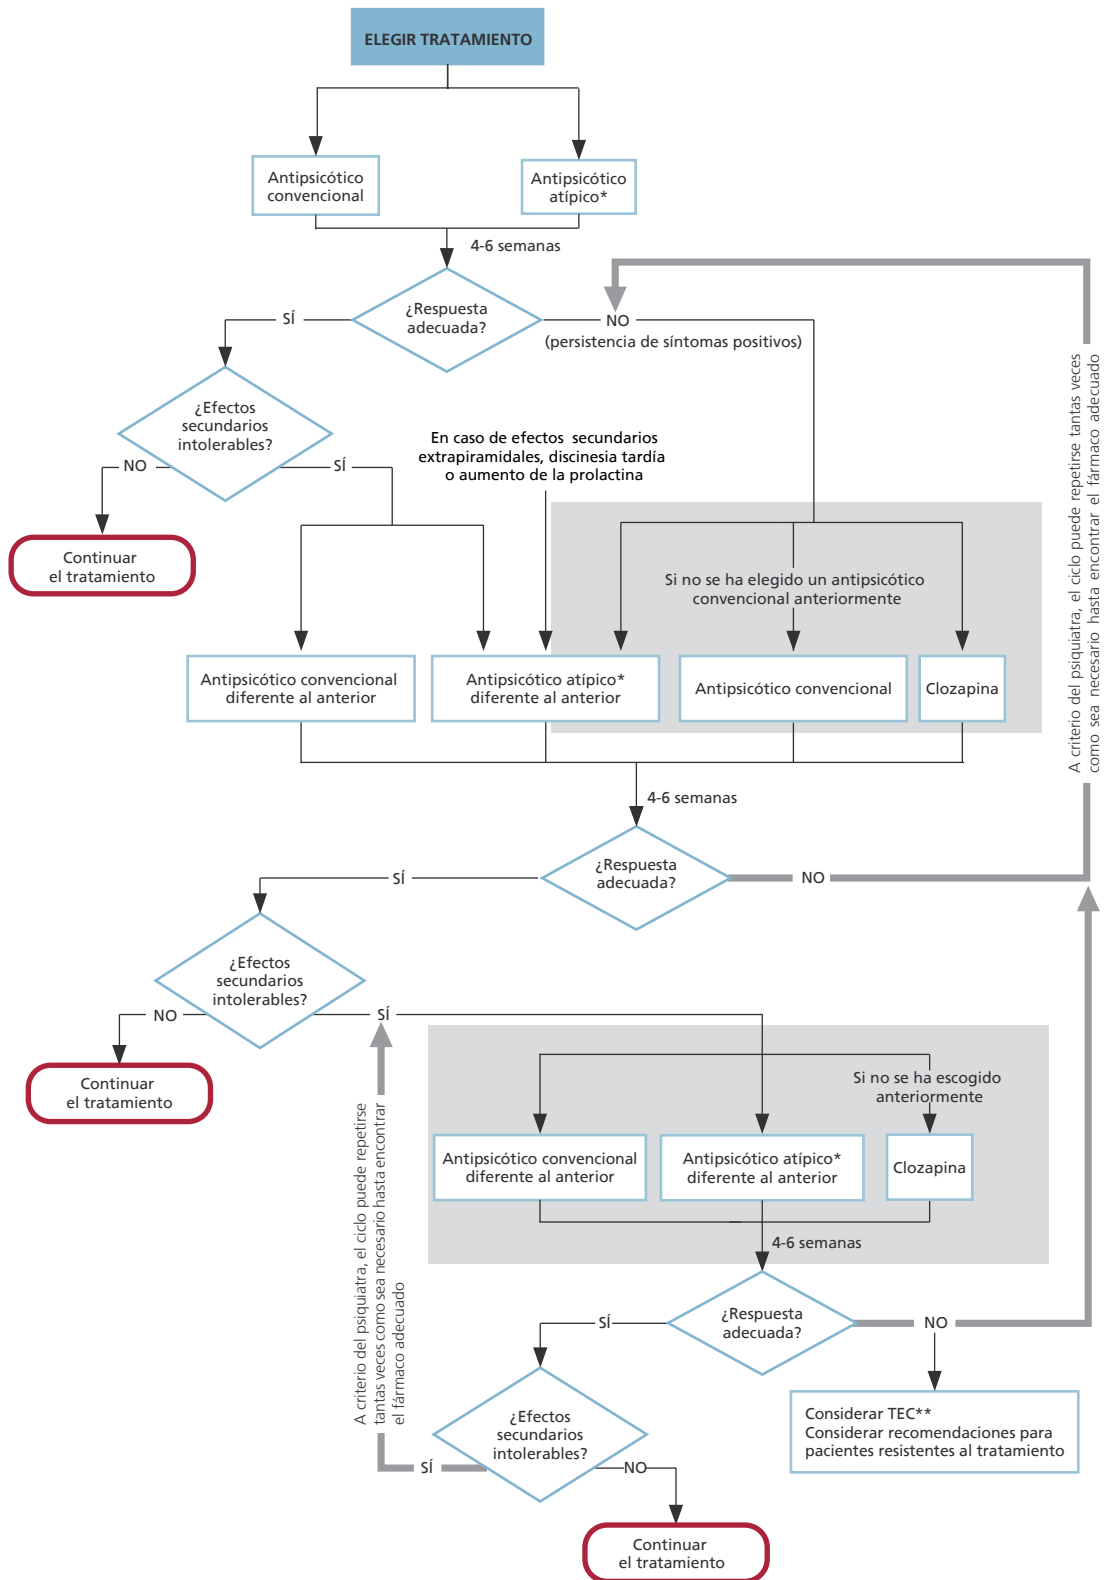 ELEGIR TRATAMIENTO
Antipsicótico
convencional
Antipsicótico
atípico*
4-6 semanas
¿Respuesta
adecuada?
SÍ
NO
(persistencia de síntomas positivos)
¿Efectos
secundarios
intolerables?
NO
SÍ
En caso de efectos secundarios
extrapiramidales, discinesia tardía
o aumento de la prolactina
Continuar
el tratamiento
Si no se ha elegido un antipsicótico
convencional anteriormente
Antipsicótico convencional
diferente al anterior
Antipsicótico atípico*
diferente al anterior
Antipsicótico convencional
Clozapina
A criterio del psiquiatra, el ciclo puede repetirse tantas veces
como sea necesario hasta encontrar el fármaco adecuado
4-6 semanas
¿Respuesta
adecuada?
SÍ
NO
¿Efectos
secundarios
intolerables?
NO
SÍ
Continuar
el tratamiento
Si no se ha escogido
anteriormente
Antipsicótico convencional
diferente al anterior
Antipsicótico atípico*
diferente al anterior
Clozapina
A criterio del psiquiatra, el ciclo puede repetirse
tantas veces como sea necesario hasta encontrar
el fármaco adecuado
4-6 semanas
¿Respuesta
adecuada?
SÍ
NO
¿Efectos
secundarios
intolerables?
SÍ
NO
Considerar TEC**
Considerar recomendaciones para
pacientes resistentes al tratamiento
Continuar
el tratamiento